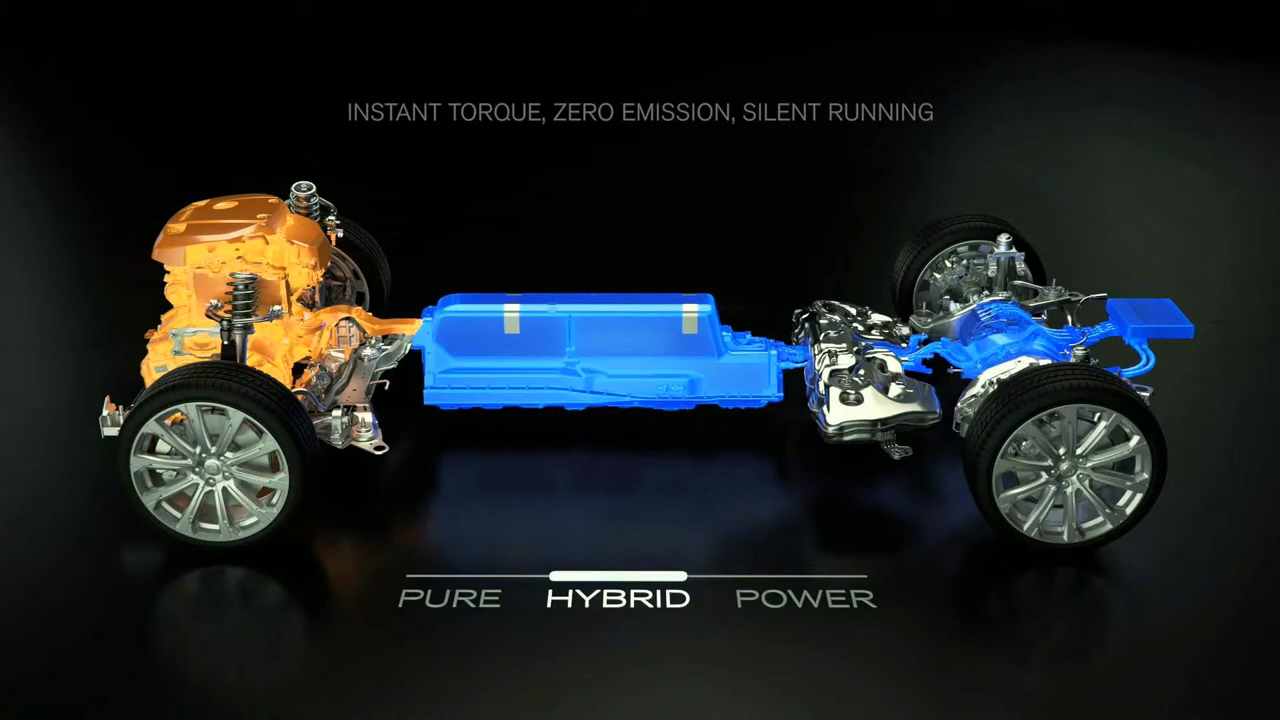 INSTANT TORQUE, ZERO EMISSION, SILENT RUNNING
PURE HYBRID POWER